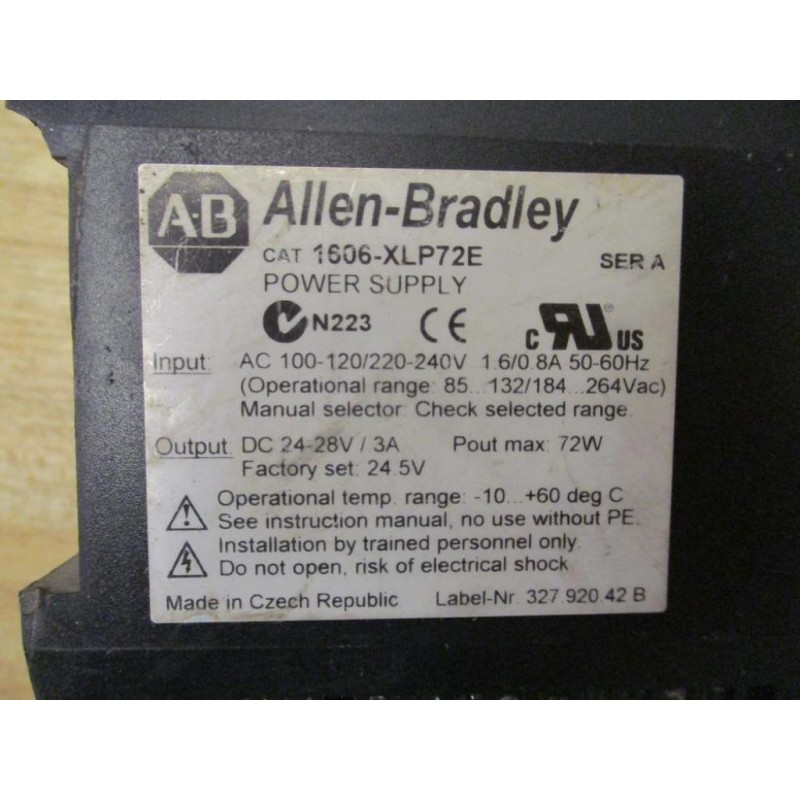 A·B Allen-Bradley
CAT 1606-XLP72E SER A
POWER SUPPLY
N223 CE c RU US ®
Input: AC 100-120/220-240V 1.6/0.8A 50-60Hz
(Operational range: 85...132/184...264Vac)
Manual selector: Check selected range.
Output: DC 24-28V / 3A Pout max: 72W
Factory set: 24.5V
Operational temp. range: -10...+60 deg C
See instruction manual, no use without PE.
Installation by trained personnel only.
Do not open, risk of electrical shock
Made in Czech Republic Label-Nr. 327 920.42 B